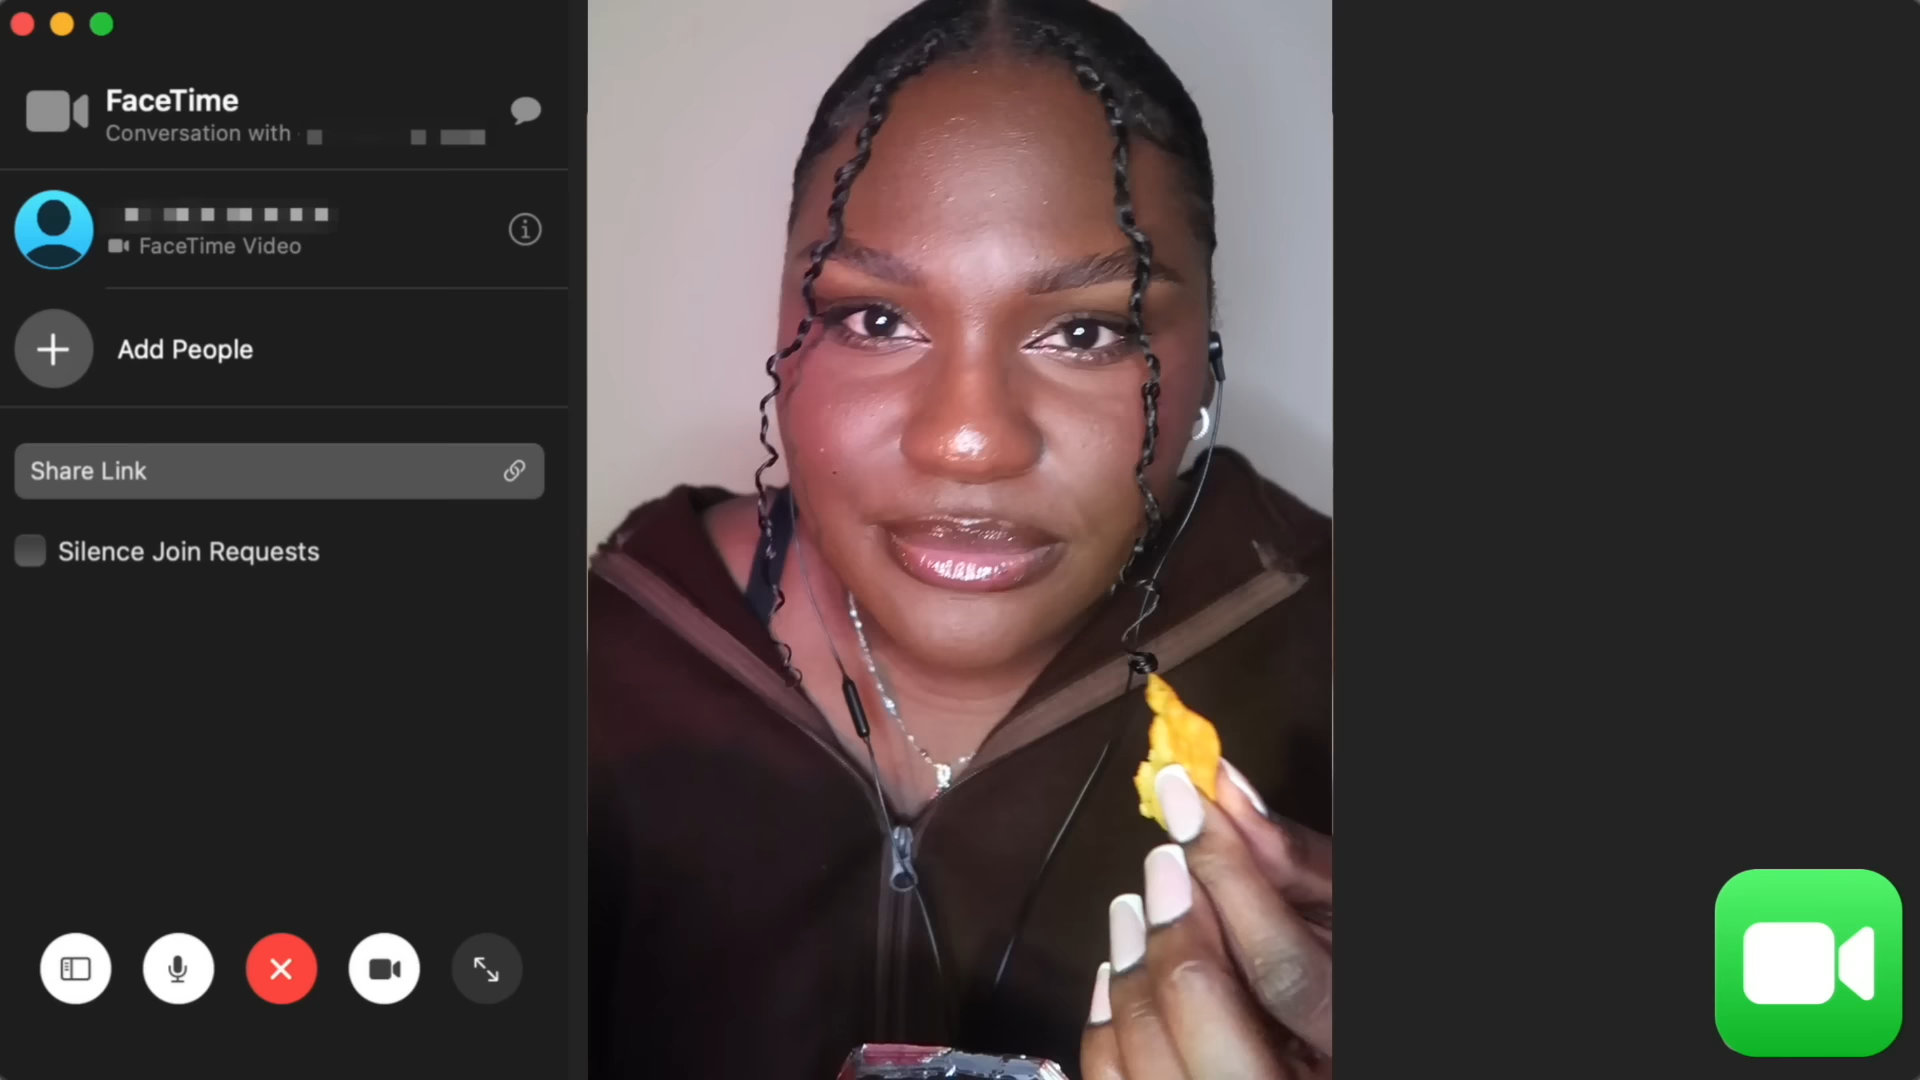 FaceTime
Conversation with
FaceTime Video
Add People
Share Link
Silence Join Requests